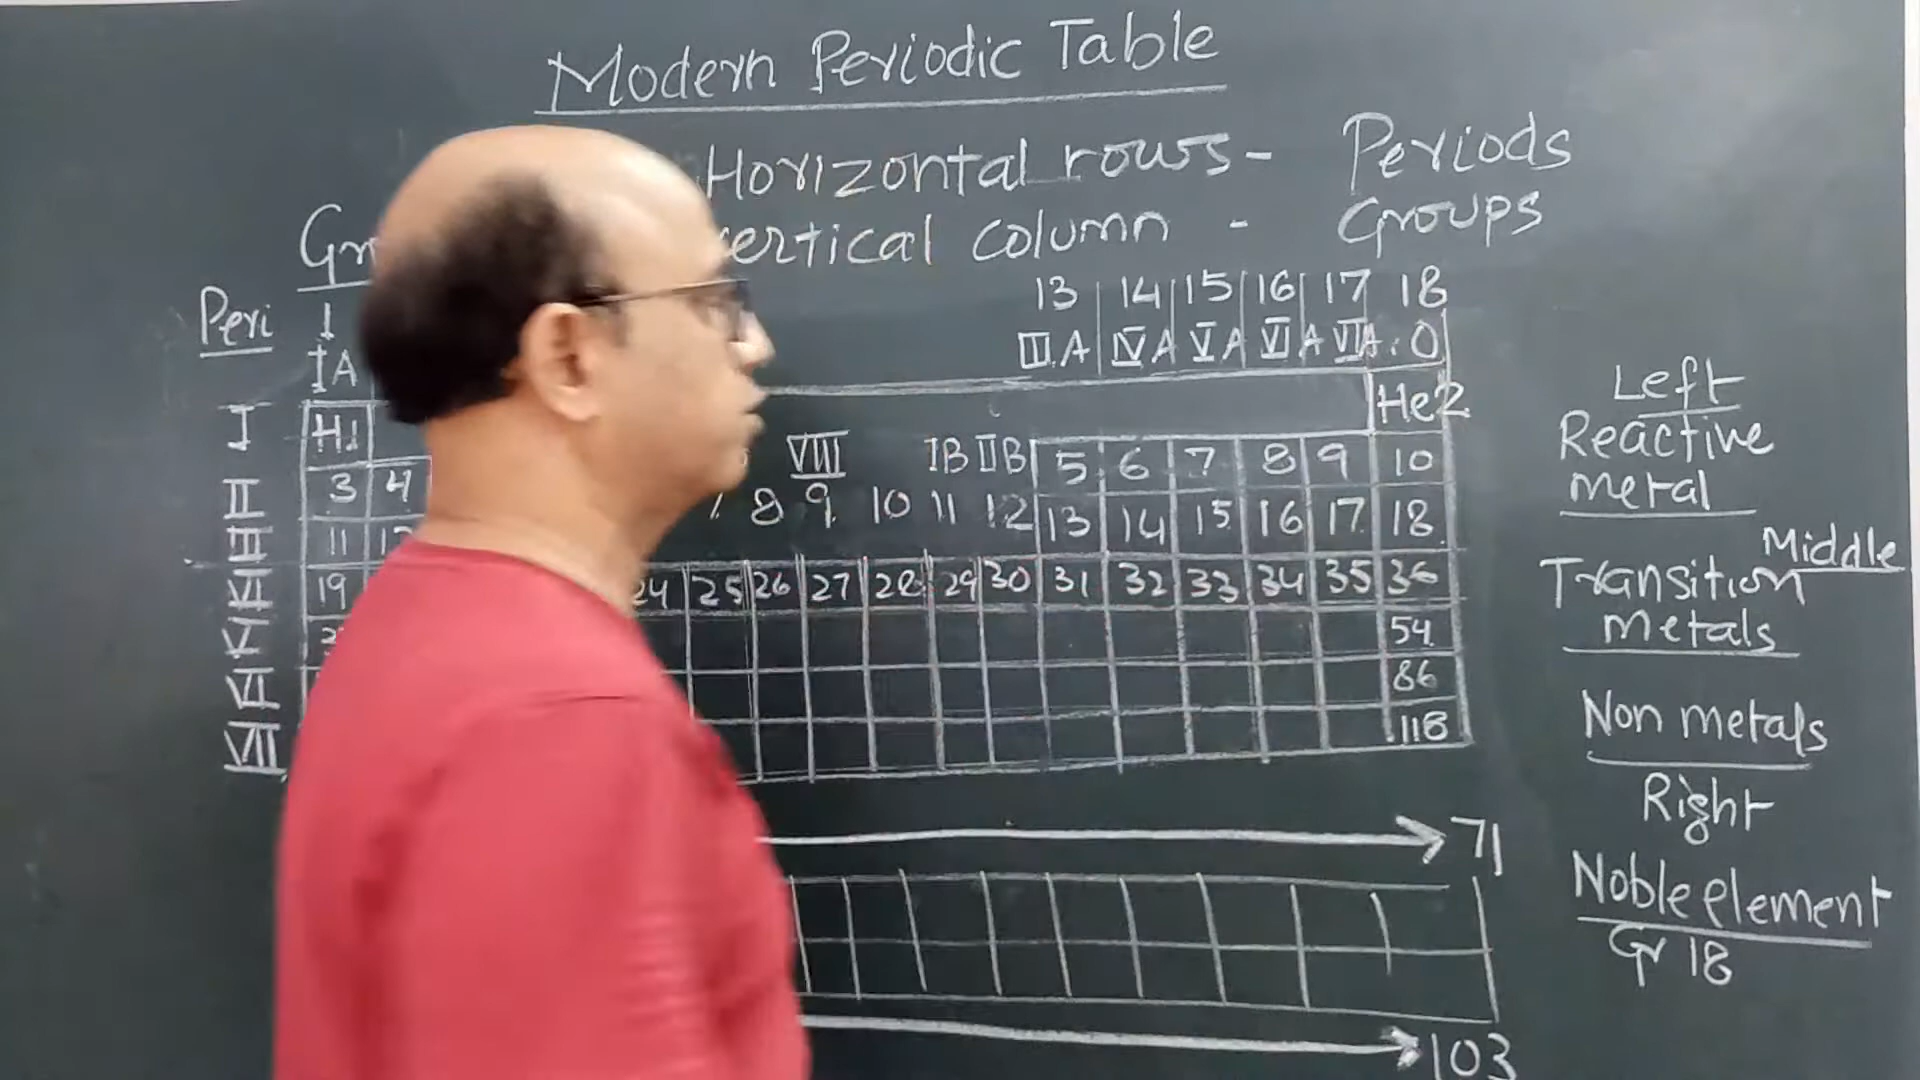 Modern Periodic Table
Horizontal rows - Periods
vertical column - Groups
Peri
1 13 14 15 16 17 18
IA III A IV A V A VI A VII A 0
I H1 He2
II 3 4 VIII IB IIB 5 6 7 8 9 10
III 11 8 9 10 11 12 13 14 15 16 17 18
IV 19 24 25 26 27 28 29 30 31 32 33 34 35 36
V 54
VI 86
VII 118
71
103
Left
Reactive
metal
Middle
Transition
Metals
Non metals
Right
Noble element
Gr 18